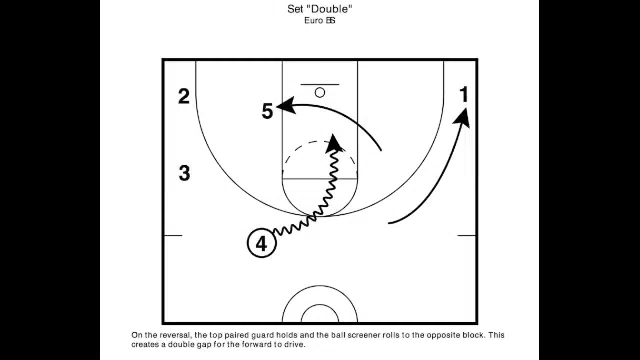 Set "Double"
Euro BS
2
1
5
3
4
On the reversal, the top paired guard holds and the ball screener rolls to the opposite block. This
creates a double gap for the forward to drive.